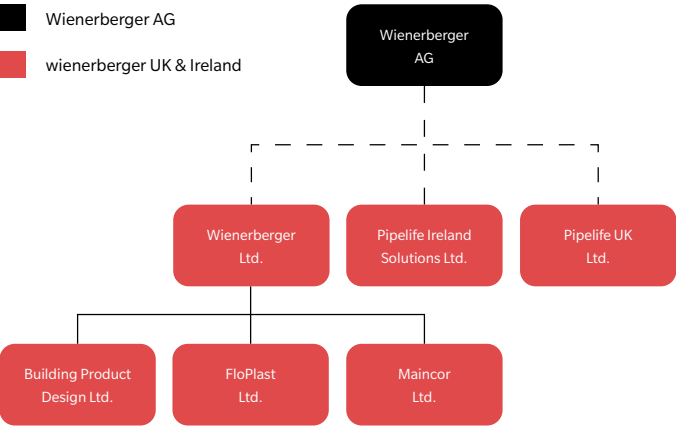 Wienerberger AG
wienerberger UK & Ireland
Wienerberger
AG
Wienerberger
Ltd.
Pipelife Ireland
Solutions Ltd.
Pipelife UK
Ltd.
Building Product
Design Ltd.
FloPlast
Ltd.
Maincor
Ltd.